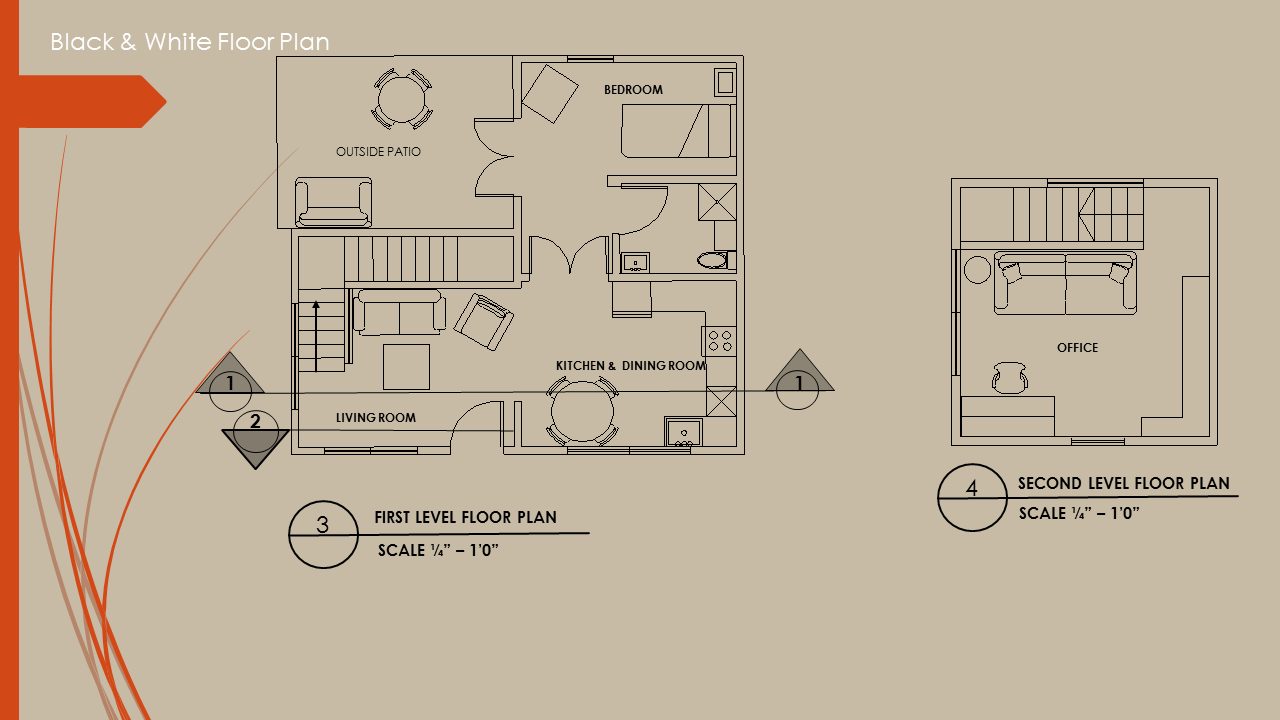 Black & White Floor Plan
BEDROOM
OUTSIDE PATIO
KITCHEN & DINING ROOM
LIVING ROOM
1
2
1
3
FIRST LEVEL FLOOR PLAN
SCALE ¼” – 1’0”
OFFICE
4
SECOND LEVEL FLOOR PLAN
SCALE ¼” – 1’0”